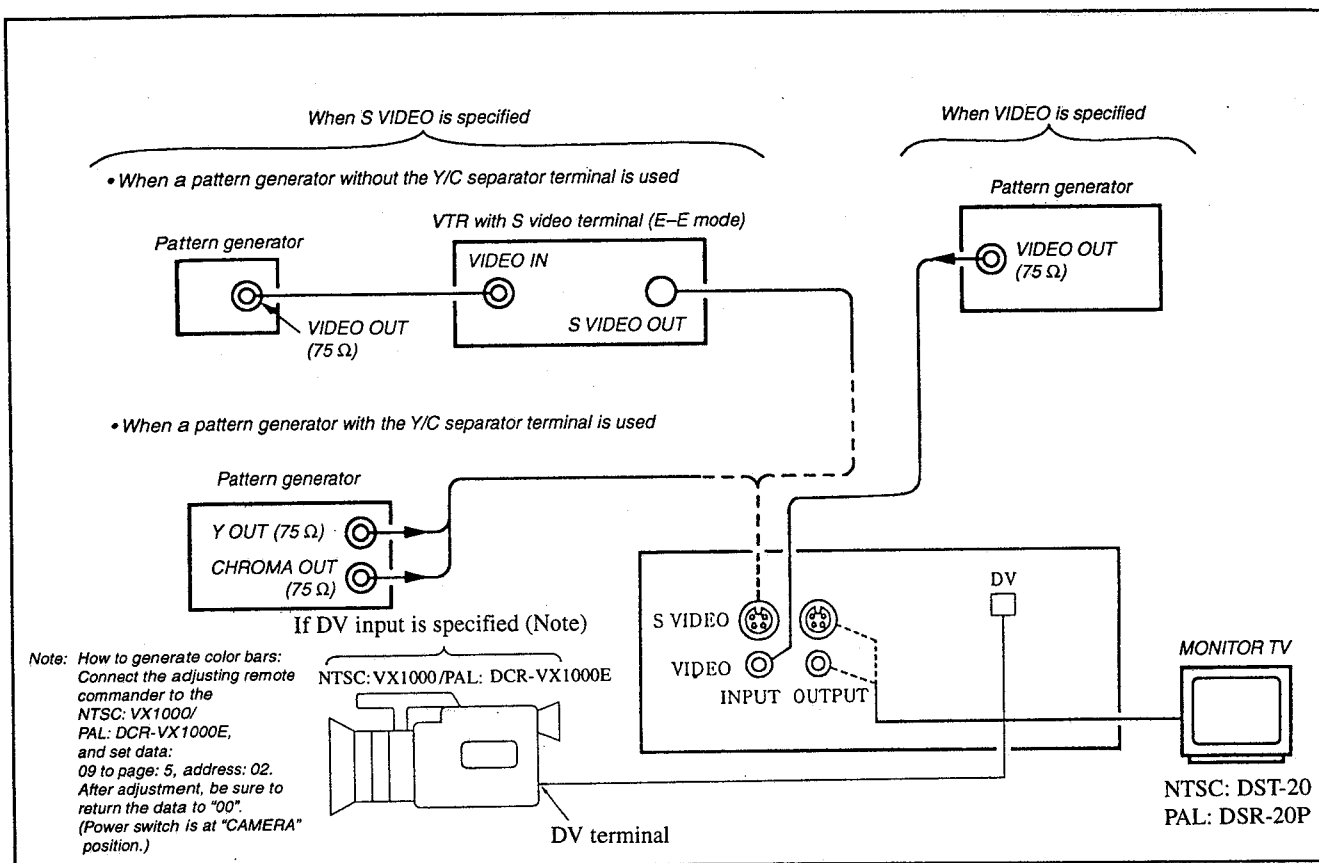 When S VIDEO is specified
When VIDEO is specified
• When a pattern generator without the Y/C separator terminal is used
Pattern generator
VTR with S video terminal (E–E mode)
Pattern generator
VIDEO IN
VIDEO OUT
(75 Ω)
S VIDEO OUT
VIDEO OUT
(75 Ω)
• When a pattern generator with the Y/C separator terminal is used
Pattern generator
Y OUT (75 Ω)
CHROMA OUT
(75 Ω)
If DV input is specified (Note)
NTSC: VX1000/PAL: DCR-VX1000E
DV terminal
Note: How to generate color bars:
Connect the adjusting remote
commander to the
NTSC: VX1000/
PAL: DCR-VX1000E,
and set data:
09 to page: 5, address: 02.
After adjustment, be sure to
return the data to "00".
(Power switch is at "CAMERA"
position.)
S VIDEO
VIDEO
INPUT OUTPUT
DV
MONITOR TV
NTSC: DST-20
PAL: DSR-20P